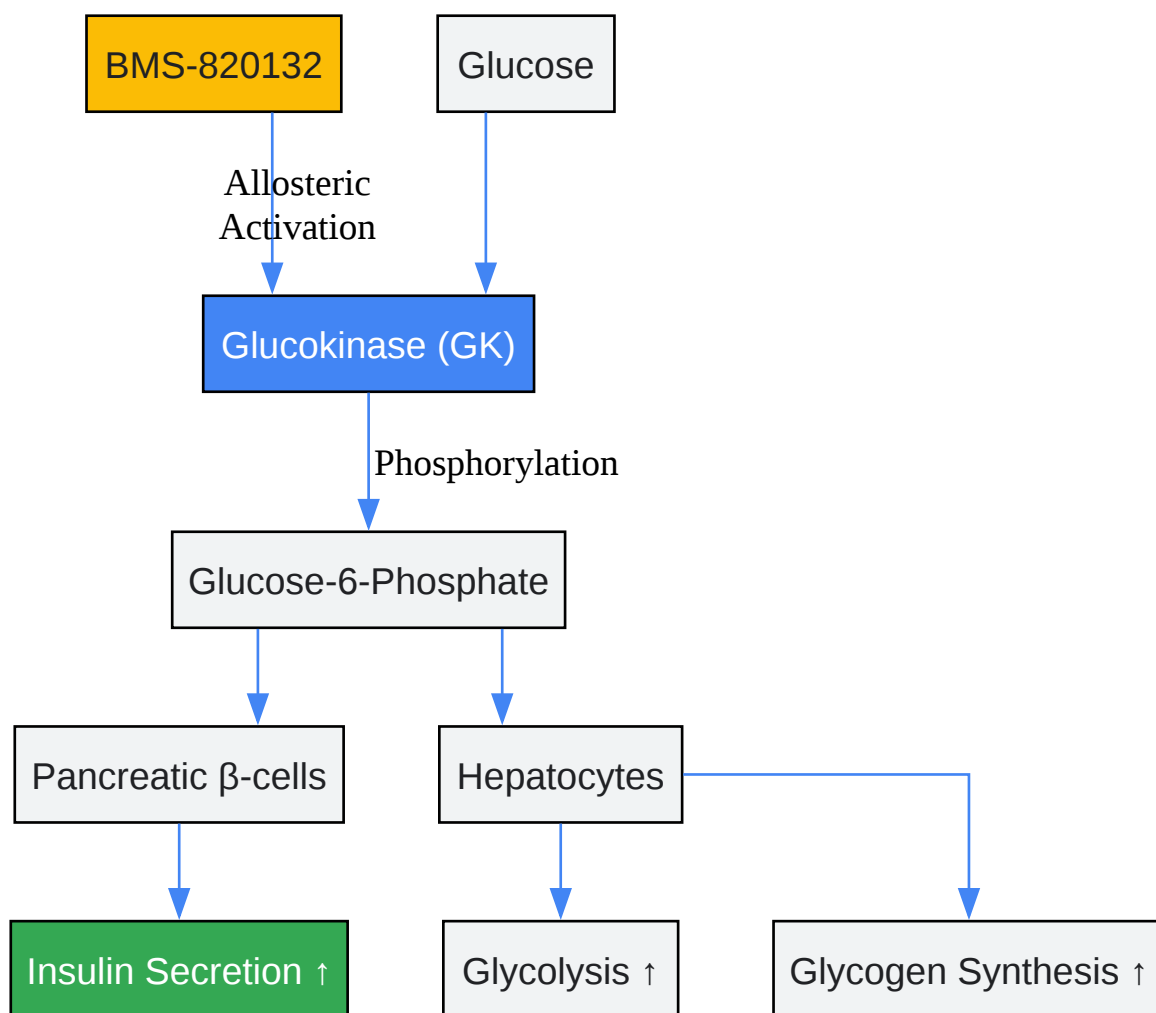 BMS-820132
Glucose
Allosteric
Activation
Glucokinase (GK)
Phosphorylation
Glucose-6-Phosphate
Pancreatic β-cells
Hepatocytes
Insulin Secretion ↑
Glycolysis ↑
Glycogen Synthesis ↑